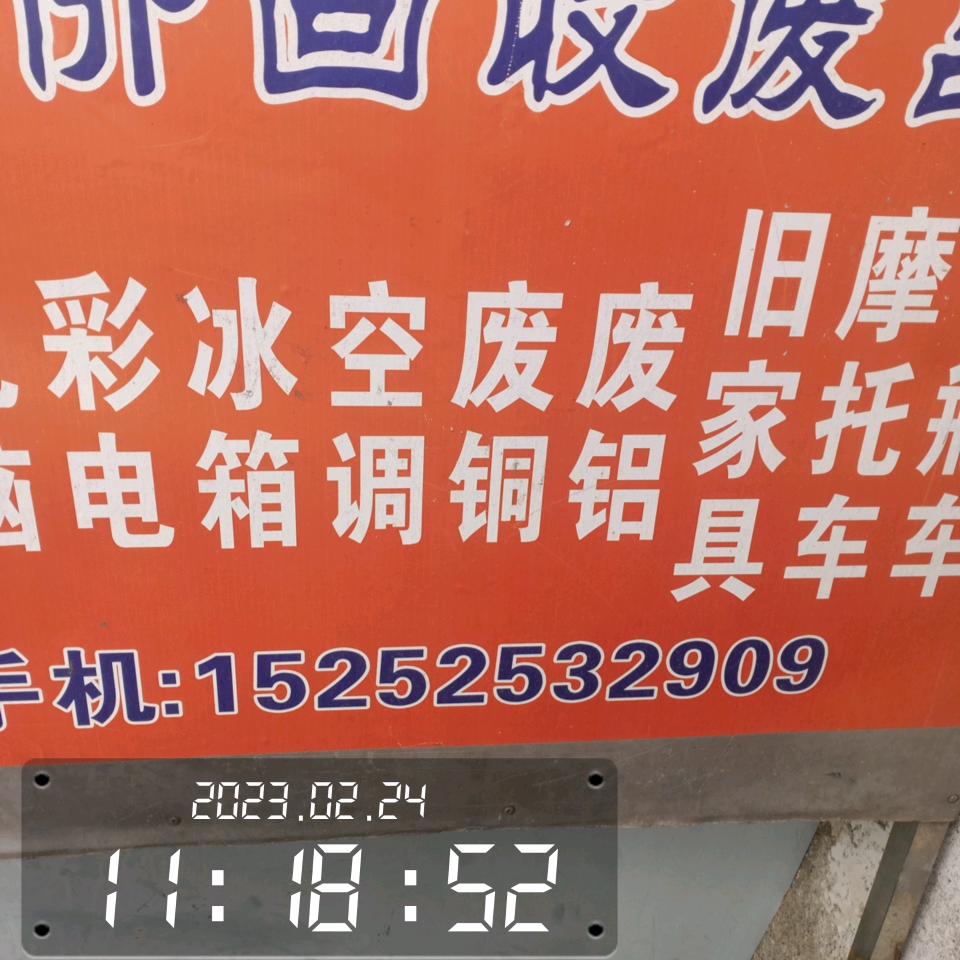 回收废
彩冰空废废
电箱调铜铝
旧摩
家托
具车车
手机:15252532909
2023.02.24
11:18:52